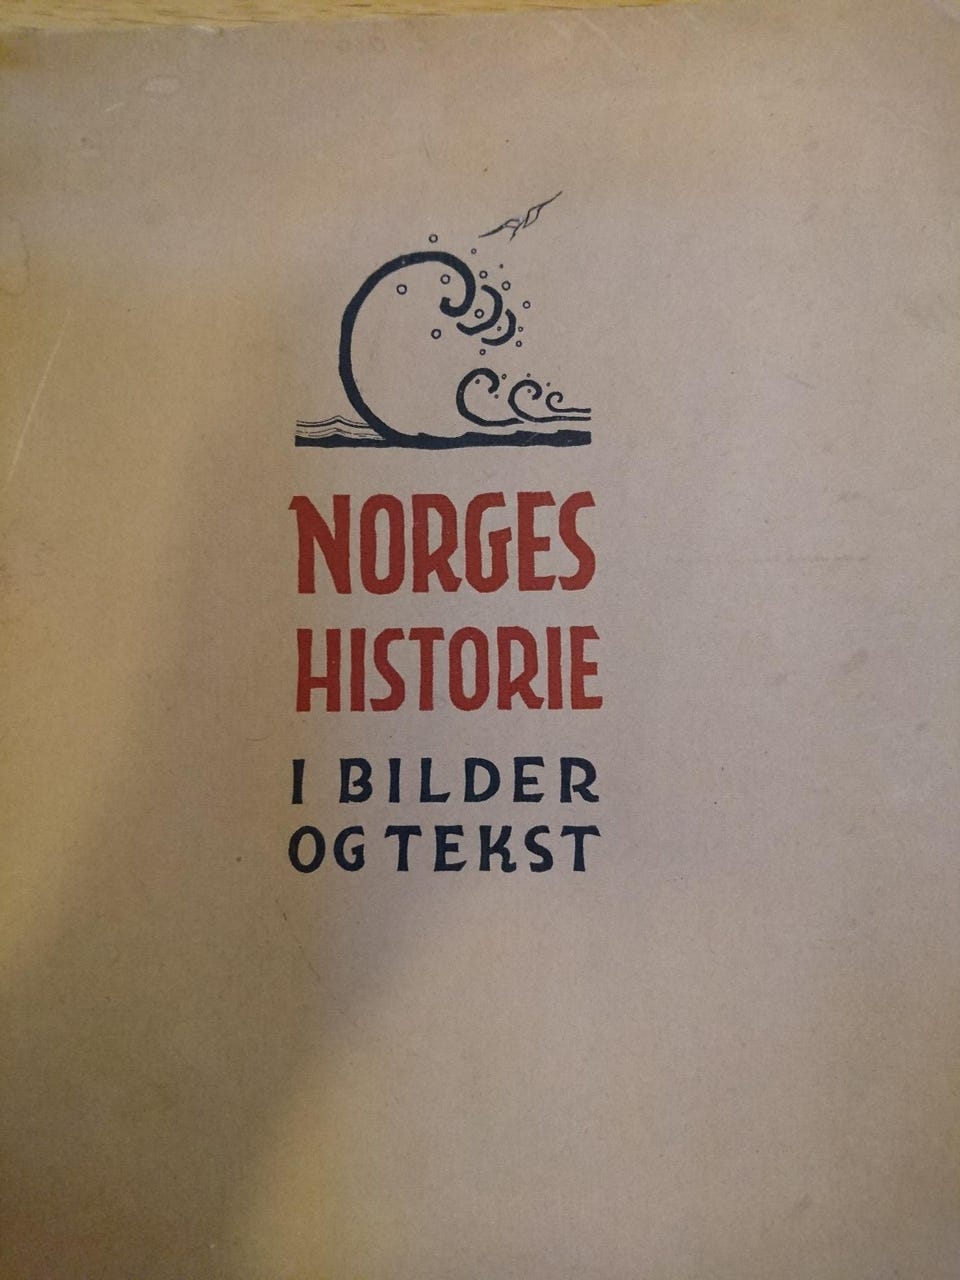 NORGES
HISTORIE
I BILDER
OG TEKST